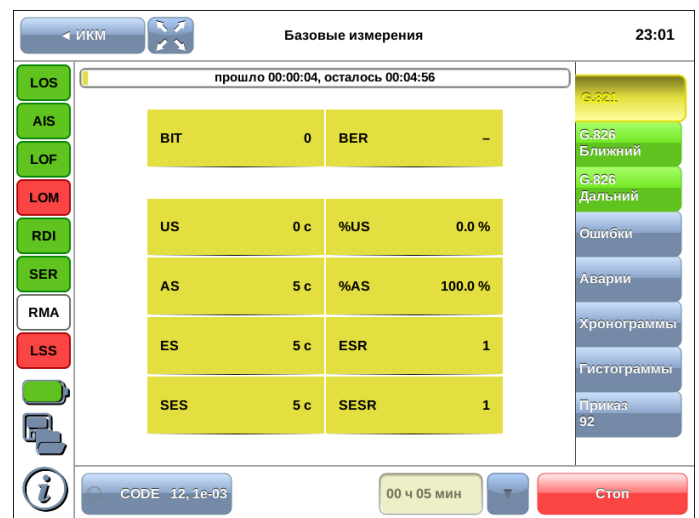 ◄ ИКМ
Базовые измерения
23:01
LOS
AIS
LOF
LOM
RDI
SER
RMA
LSS
прошло 00:00:04, осталось 00:04:56
BIT 0 BER –
US 0 с %US 0.0 %
AS 5 с %AS 100.0 %
ES 5 с ESR 1
SES 5 с SESR 1
G.821
G.826
Ближний
G.826
Дальний
Ошибки
Аварии
Хронограммы
Гистограммы
Приказ
92
i
CODE 12, 1e-03
00 ч 05 мин
▼
Стоп